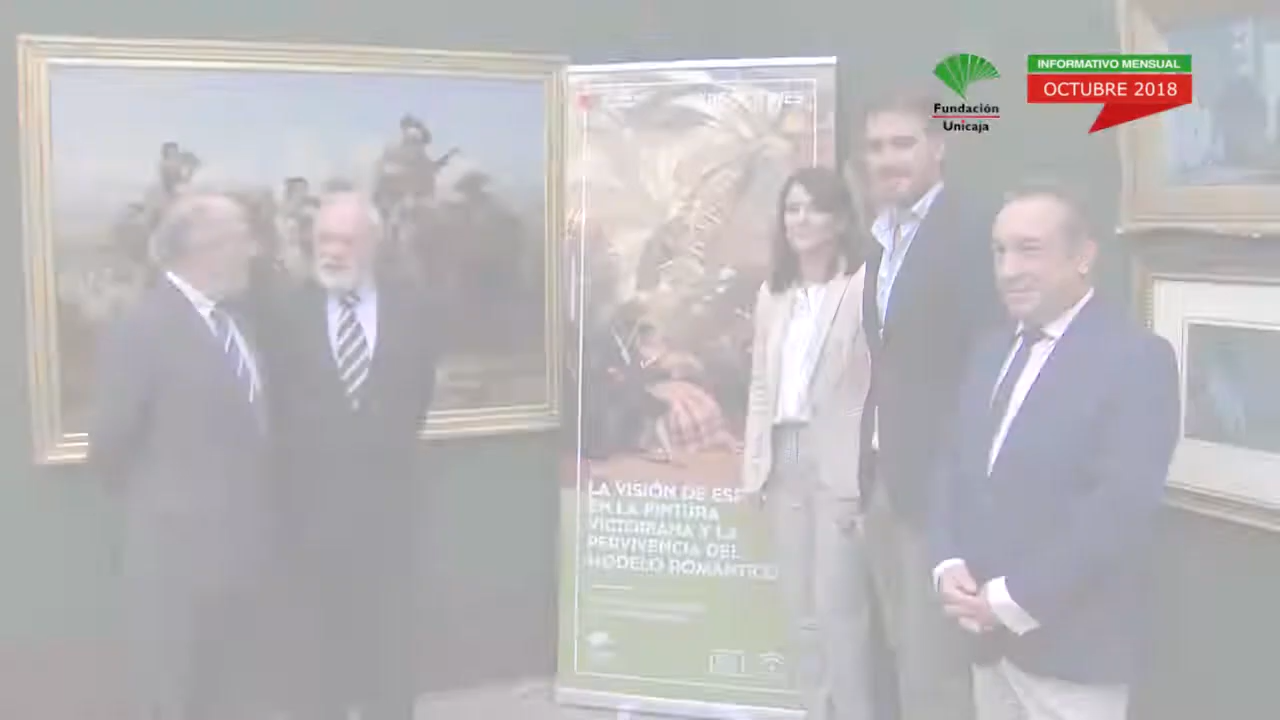 INFORMATIVO MENSUAL
OCTUBRE 2018
Fundación
Unicaja
LA VISIÓN DE
EN LA PINTURA
VICTORIANA Y LA
PERVIVENCIA DEL
MODELO ROMÁNTICO